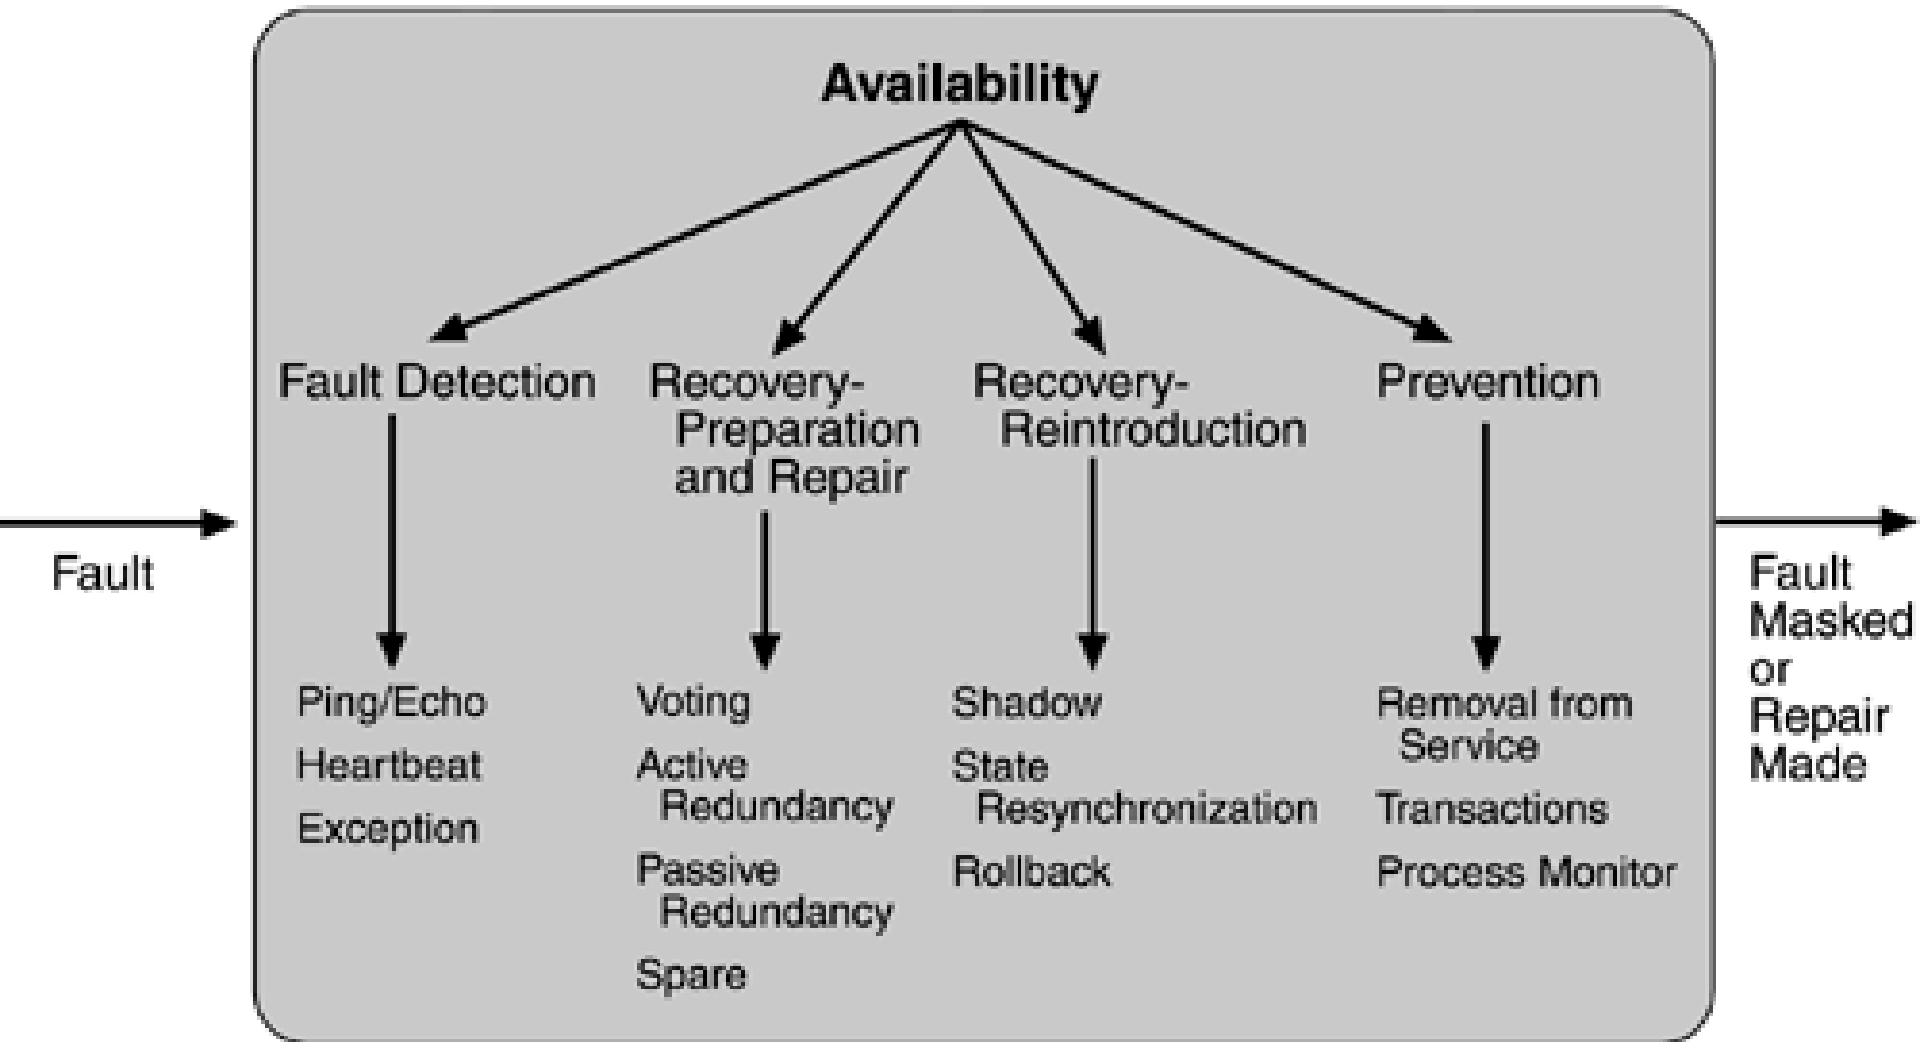 Availability
Fault Detection
Recovery-
Preparation
and Repair
Recovery-
Reintroduction
Prevention
Fault
Ping/Echo
Heartbeat
Exception
Voting
Active
Redundancy
Passive
Redundancy
Spare
Shadow
State
Resynchronization
Rollback
Removal from
Service
Transactions
Process Monitor
Fault
Masked
or
Repair
Made